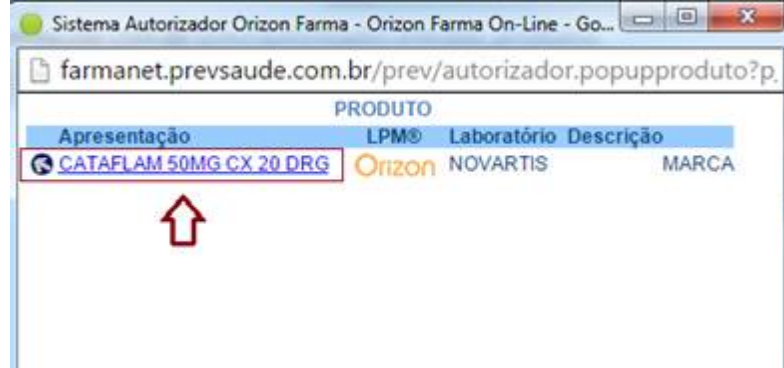 Sistema Autorizador Orizon Farma - Orizon Farma On-Line - Go...
farmanet.prevsaude.com.br/prev/autorizador.popupproduto?p
PRODUTO
Apresentação LPM® Laboratório Descrição
CATAFLAM 50MG CX 20 DRG Orizon NOVARTIS MARCA